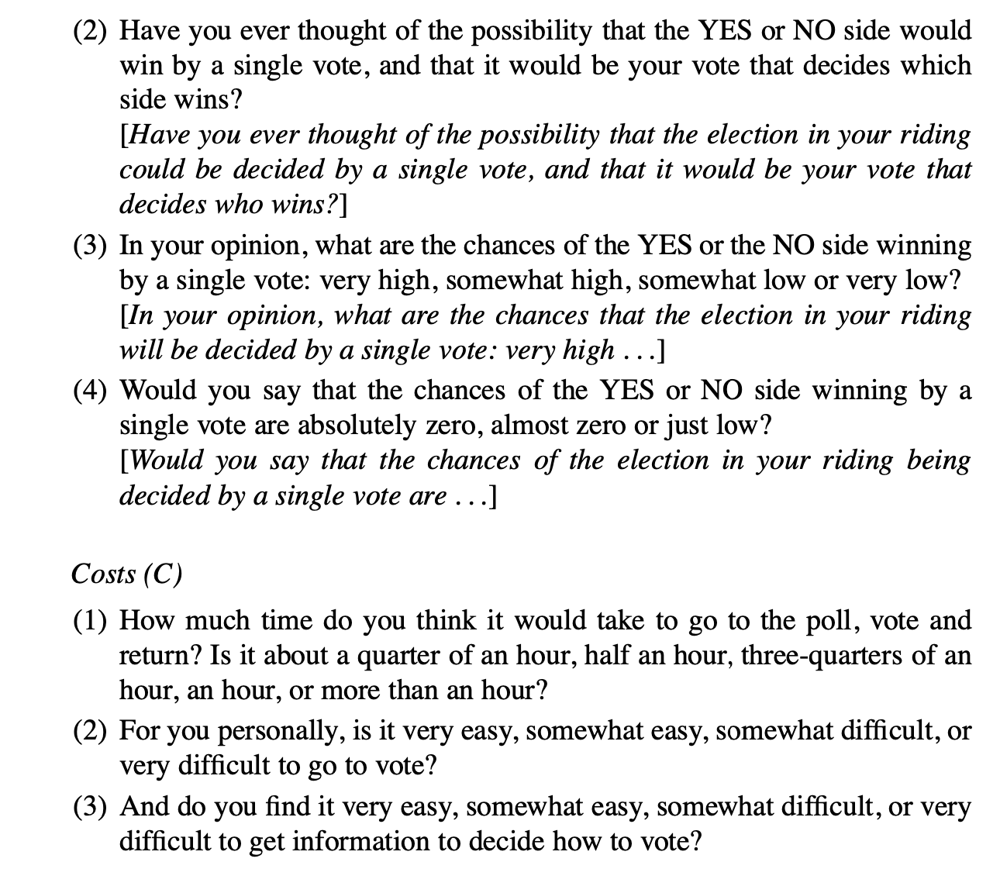 (2) Have you ever thought of the possibility that the YES or NO side would
win by a single vote, and that it would be your vote that decides which
side wins?
[Have you ever thought of the possibility that the election in your riding
could be decided by a single vote, and that it would be your vote that
decides who wins?]
(3) In your opinion, what are the chances of the YES or the NO side winning
by a single vote: very high, somewhat high, somewhat low or very low?
[In your opinion, what are the chances that the election in your riding
will be decided by a single vote: very high . . .]
(4) Would you say that the chances of the YES or NO side winning by a
single vote are absolutely zero, almost zero or just low?
[Would you say that the chances of the election in your riding being
decided by a single vote are . . .]
Costs (C)
(1) How much time do you think it would take to go to the poll, vote and
return? Is it about a quarter of an hour, half an hour, three-quarters of an
hour, an hour, or more than an hour?
(2) For you personally, is it very easy, somewhat easy, somewhat difficult, or
very difficult to go to vote?
(3) And do you find it very easy, somewhat easy, somewhat difficult, or very
difficult to get information to decide how to vote?